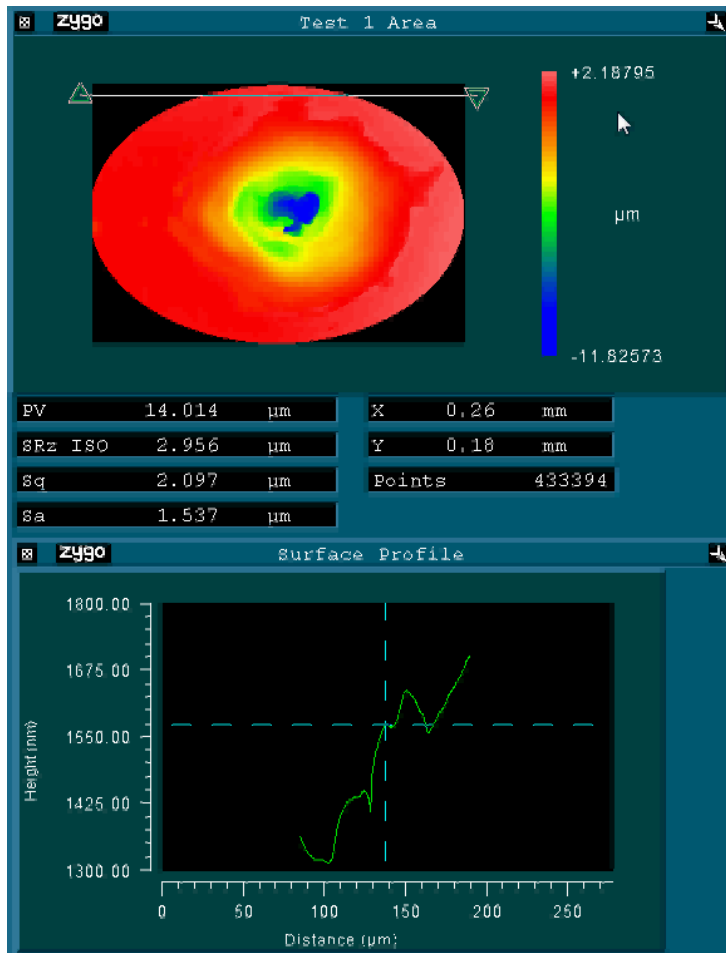 zygo Test 1 Area
+2.18795
µm
-11.82573
PV 14.014 µm X 0.26 mm
SRz ISO 2.956 µm Y 0.18 mm
Sq 2.097 µm Points 433394
Sa 1.537 µm
zygo Surface Profile
1800.00
1675.00
1550.00
1425.00
1300.00
Height (nm)
0 50 100 150 200 250
Distance (µm)